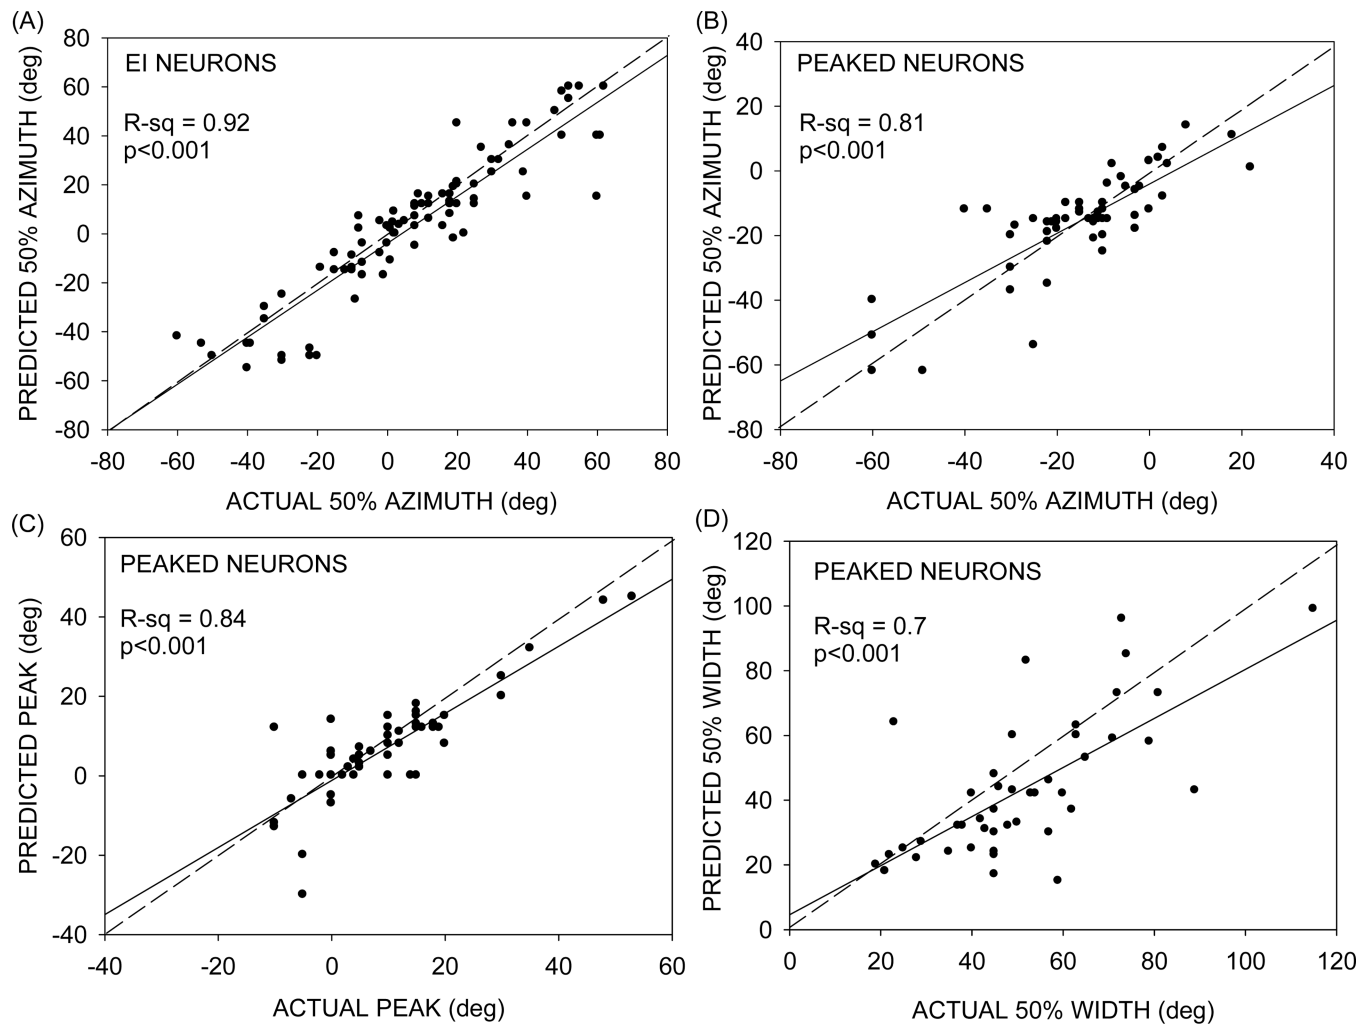 (A)
EI NEURONS
R-sq = 0.92
p<0.001
PREDICTED 50% AZIMUTH (deg)
80
60
40
20
0
-20
-40
-60
-80
-80 -60 -40 -20 0 20 40 60 80
ACTUAL 50% AZIMUTH (deg)
(B)
PEAKED NEURONS
R-sq = 0.81
p<0.001
PREDICTED 50% AZIMUTH (deg)
40
20
0
-20
-40
-60
-80
-80 -60 -40 -20 0 20 40
ACTUAL 50% AZIMUTH (deg)
(C)
PEAKED NEURONS
R-sq = 0.84
p<0.001
PREDICTED PEAK (deg)
60
40
20
0
-20
-40
-40 -20 0 20 40 60
ACTUAL PEAK (deg)
(D)
PEAKED NEURONS
R-sq = 0.7
p<0.001
PREDICTED 50% WIDTH (deg)
120
100
80
60
40
20
0
0 20 40 60 80 100 120
ACTUAL 50% WIDTH (deg)